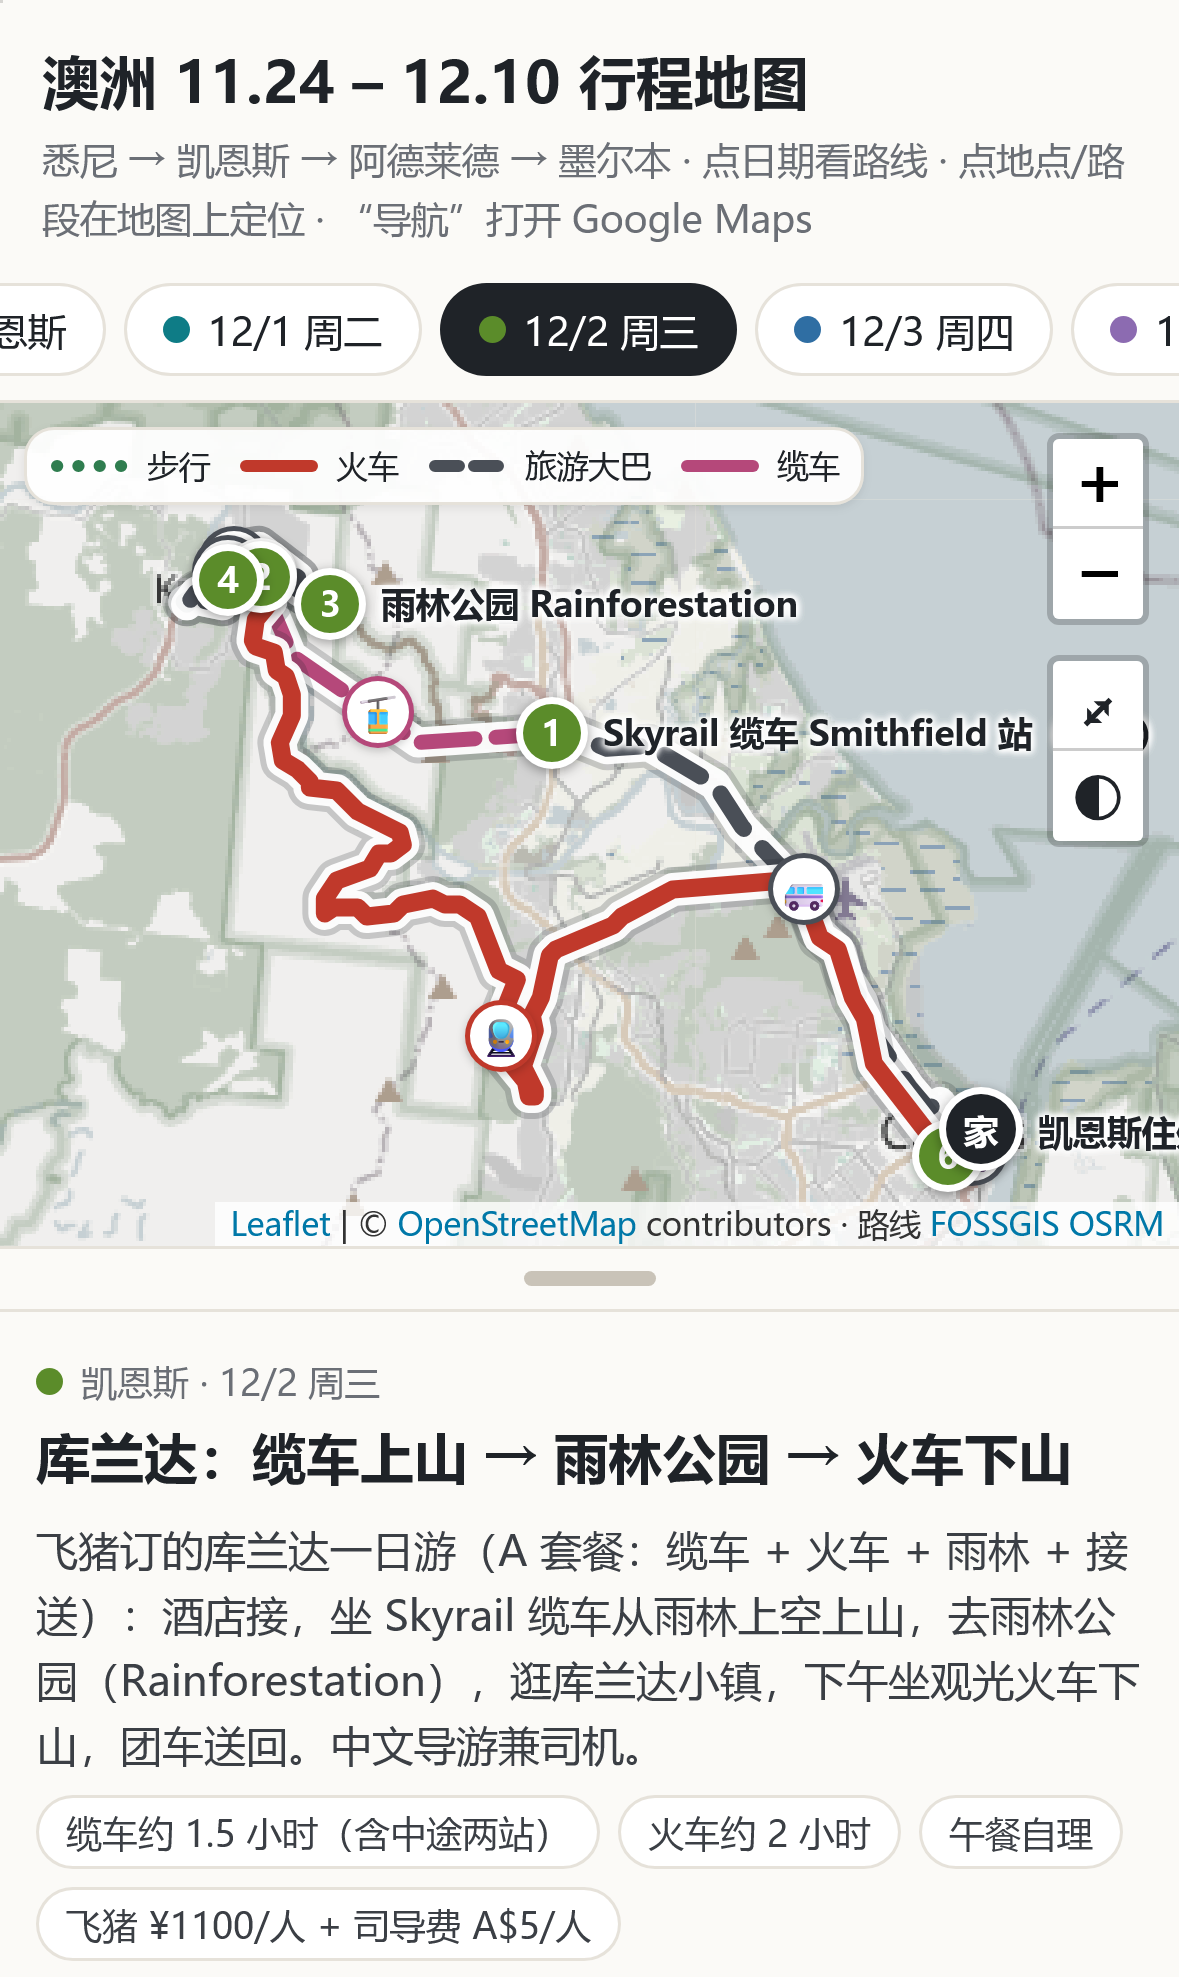 澳洲 11.24 – 12.10 行程地图
悉尼 → 凯恩斯 → 阿德莱德 → 墨尔本 · 点日期看路线 · 点地点/路
段在地图上定位 · “导航”打开 Google Maps
恩斯
12/1 周二
12/2 周三
12/3 周四
1
步行
火车
旅游大巴
缆车
+
−
K
4
2
3
雨林公园 Rainforestation
1
Skyrail 缆车 Smithfield 站
C
6
家
凯恩斯住
Leaflet | © OpenStreetMap contributors · 路线 FOSSGIS OSRM
凯恩斯 · 12/2 周三
库兰达：缆车上山 → 雨林公园 → 火车下山
飞猪订的库兰达一日游（A 套餐：缆车 + 火车 + 雨林 + 接
送）：酒店接，坐 Skyrail 缆车从雨林上空上山，去雨林公
园（Rainforestation），逛库兰达小镇，下午坐观光火车下
山，团车送回。中文导游兼司机。
缆车约 1.5 小时（含中途两站）
火车约 2 小时
午餐自理
飞猪 ¥1100/人 + 司导费 A$5/人